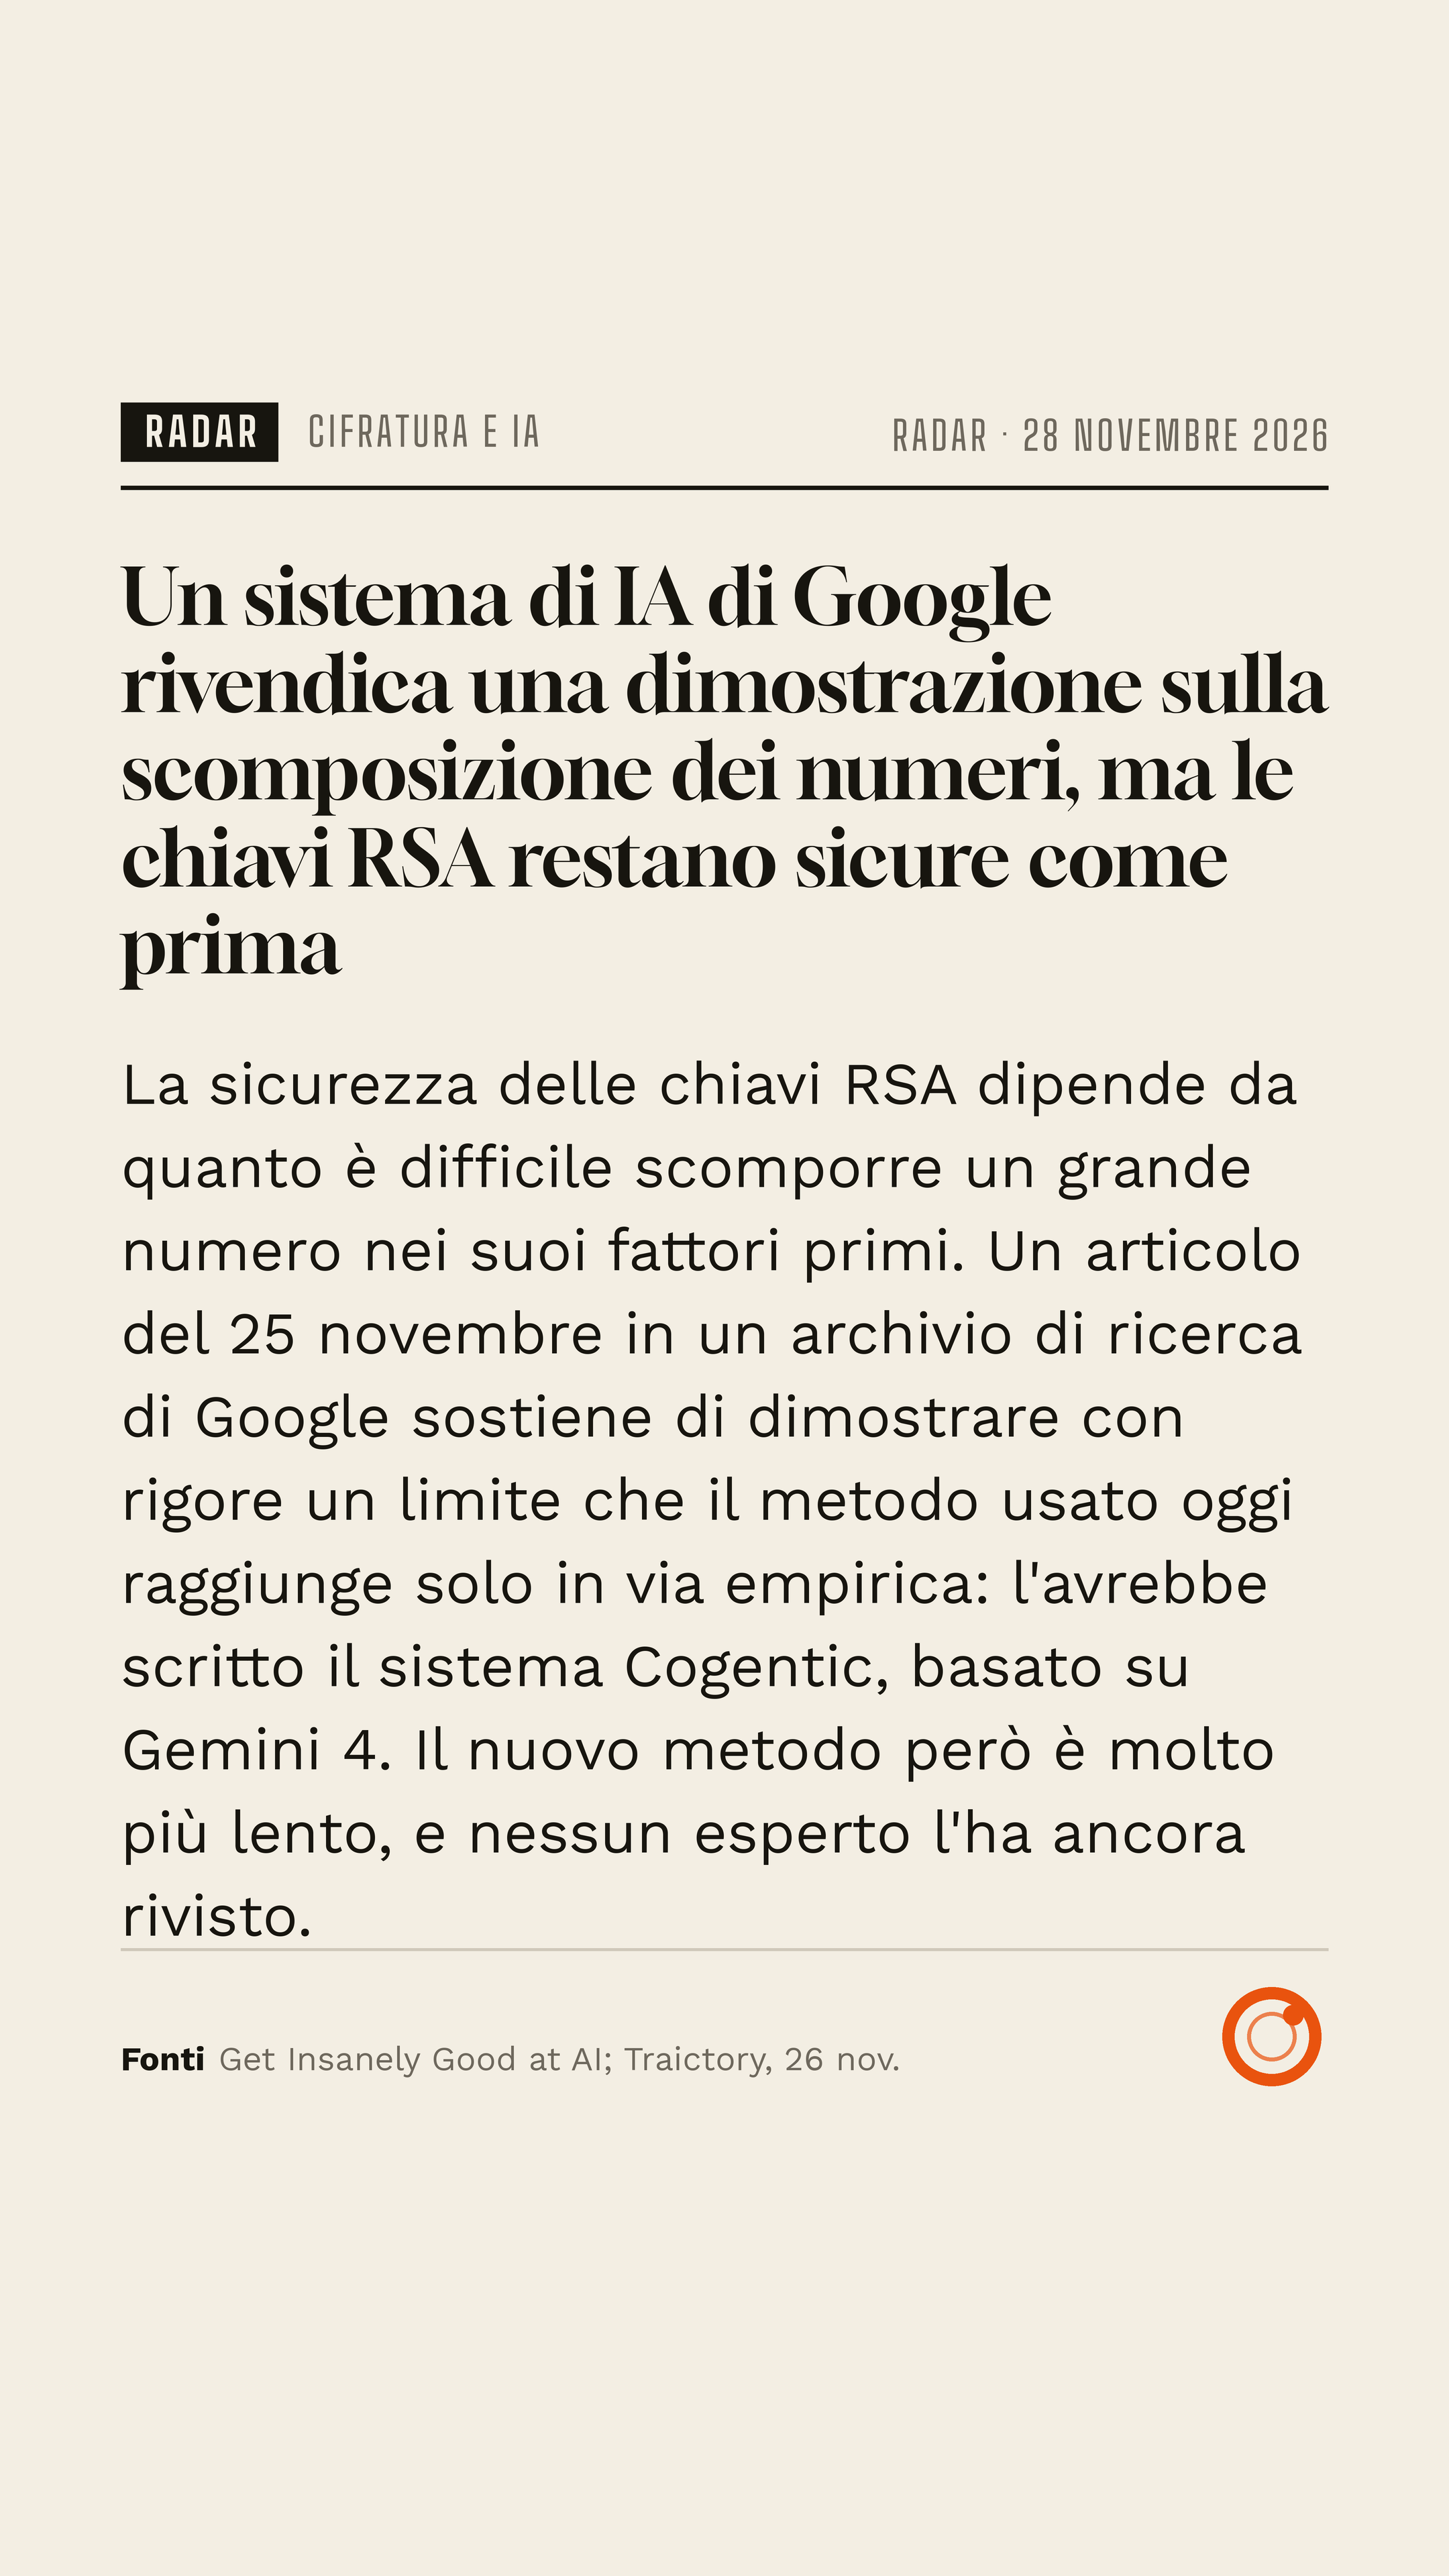 RADAR CIFRATURA E IA RADAR · 28 NOVEMBRE 2026
Un sistema di IA di Google
rivendica una dimostrazione sulla
scomposizione dei numeri, ma le
chiavi RSA restano sicure come
prima
La sicurezza delle chiavi RSA dipende da
quanto è difficile scomporre un grande
numero nei suoi fattori primi. Un articolo
del 25 novembre in un archivio di ricerca
di Google sostiene di dimostrare con
rigore un limite che il metodo usato oggi
raggiunge solo in via empirica: l'avrebbe
scritto il sistema Cogentic, basato su
Gemini 4. Il nuovo metodo però è molto
più lento, e nessun esperto l'ha ancora
rivisto.
Fonti Get Insanely Good at AI; Traictory, 26 nov.